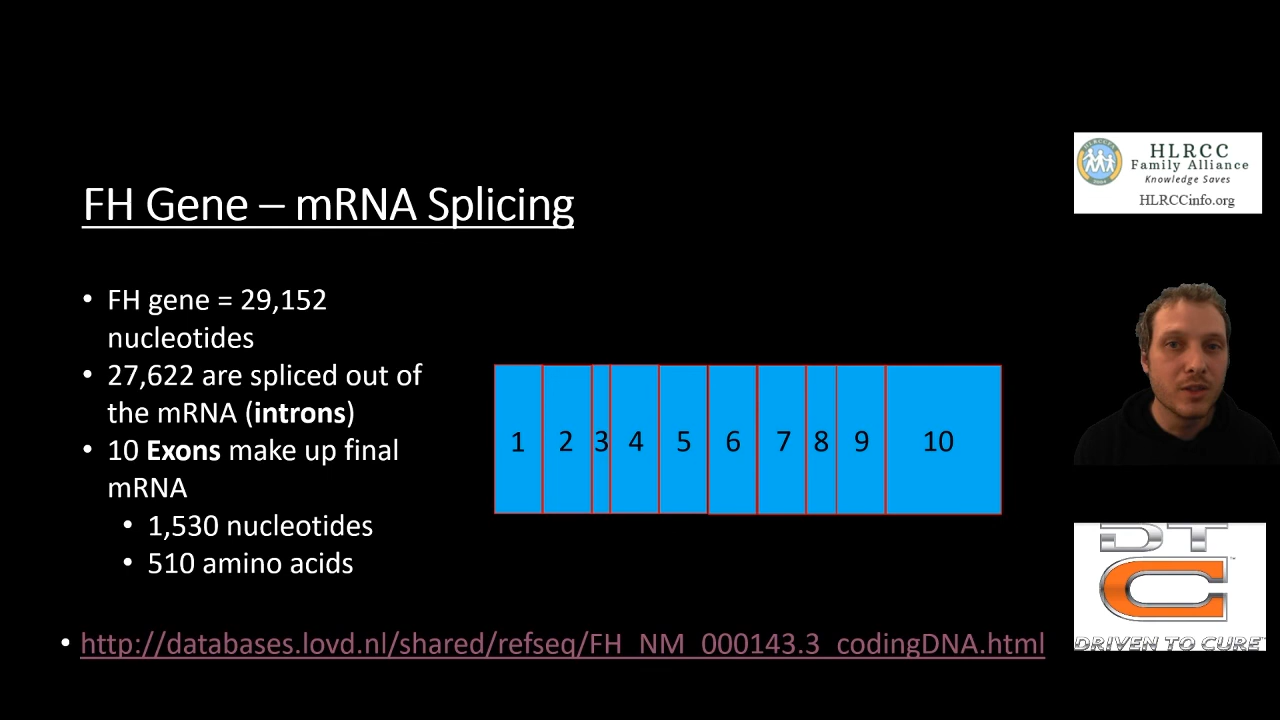 HLRCC
Family Alliance
Knowledge Saves
HLRCCinfo.org
FH Gene – mRNA Splicing
• FH gene = 29,152
nucleotides
• 27,622 are spliced out of
the mRNA (introns)
• 10 Exons make up final
mRNA
• 1,530 nucleotides
• 510 amino acids
1 2 3 4 5 6 7 8 9 10
• http://databases.lovd.nl/shared/refseq/FH_NM_000143.3_codingDNA.html
DTC
DRIVEN TO CURE